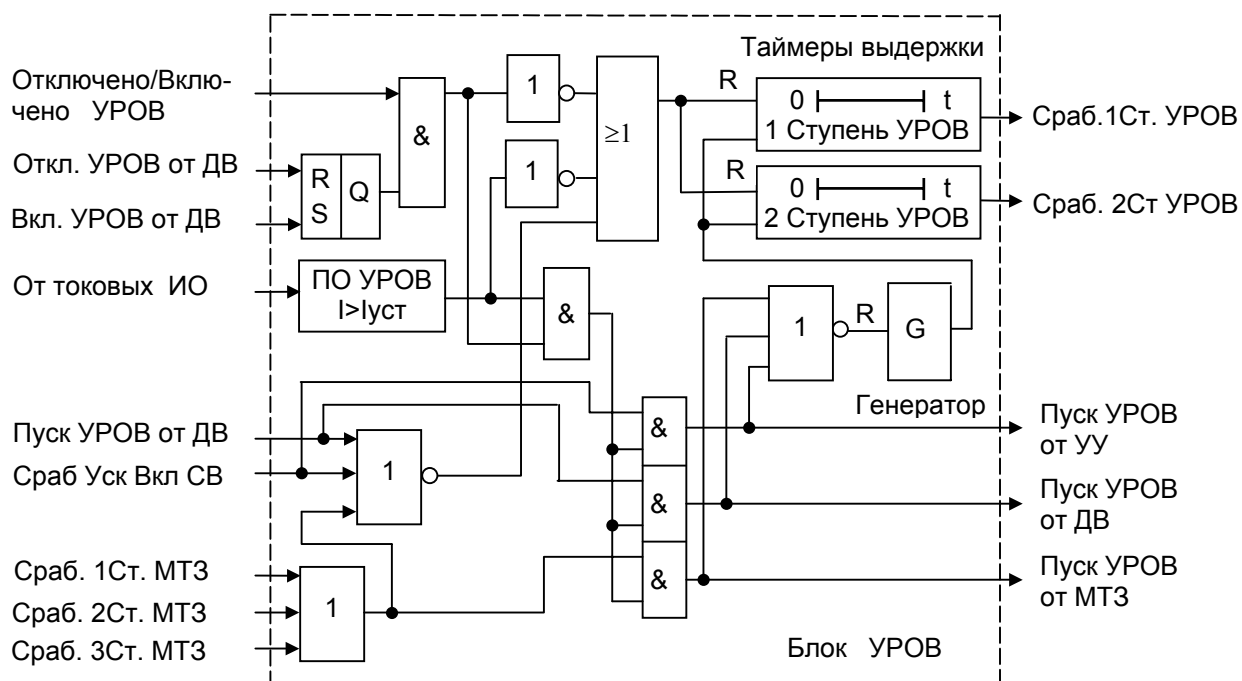 Таймеры выдержки
Отключено/Вклю-
чено УРОВ
1
≥1
R
0 t
1 Ступень УРОВ
Сраб.1Ст. УРОВ
&
Откл. УРОВ от ДВ
R
S
Q
1
R
0 t
2 Ступень УРОВ
Сраб. 2Ст УРОВ
Вкл. УРОВ от ДВ
От токовых ИО
ПО УРОВ
I>Iуст
&
1
R
G
Генератор
Пуск УРОВ от ДВ
Сраб Уск Вкл СВ
1
&
Пуск УРОВ
от УУ
&
Пуск УРОВ
от ДВ
Сраб. 1Ст. МТЗ
Сраб. 2Ст. МТЗ
Сраб. 3Ст. МТЗ
1
&
Пуск УРОВ
от МТЗ
Блок УРОВ